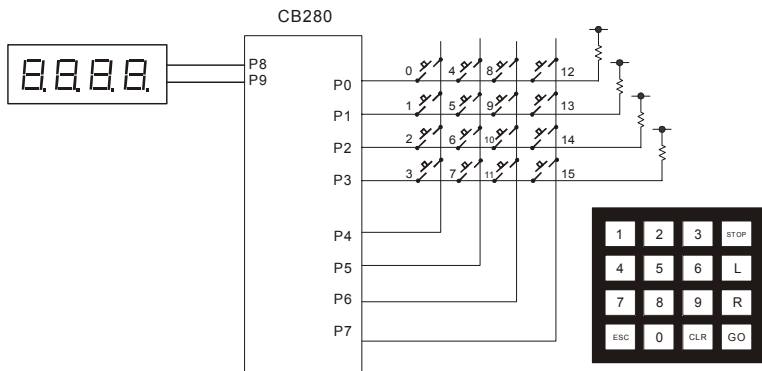 CB280
8.8.8.8.
P8
P9
P0
P1
P2
P3
P4
P5
P6
P7
0 4 8 12
1 5 9 13
2 6 10 14
3 7 11 15
1 2 3 STOP
4 5 6 L
7 8 9 R
ESC 0 CLR GO